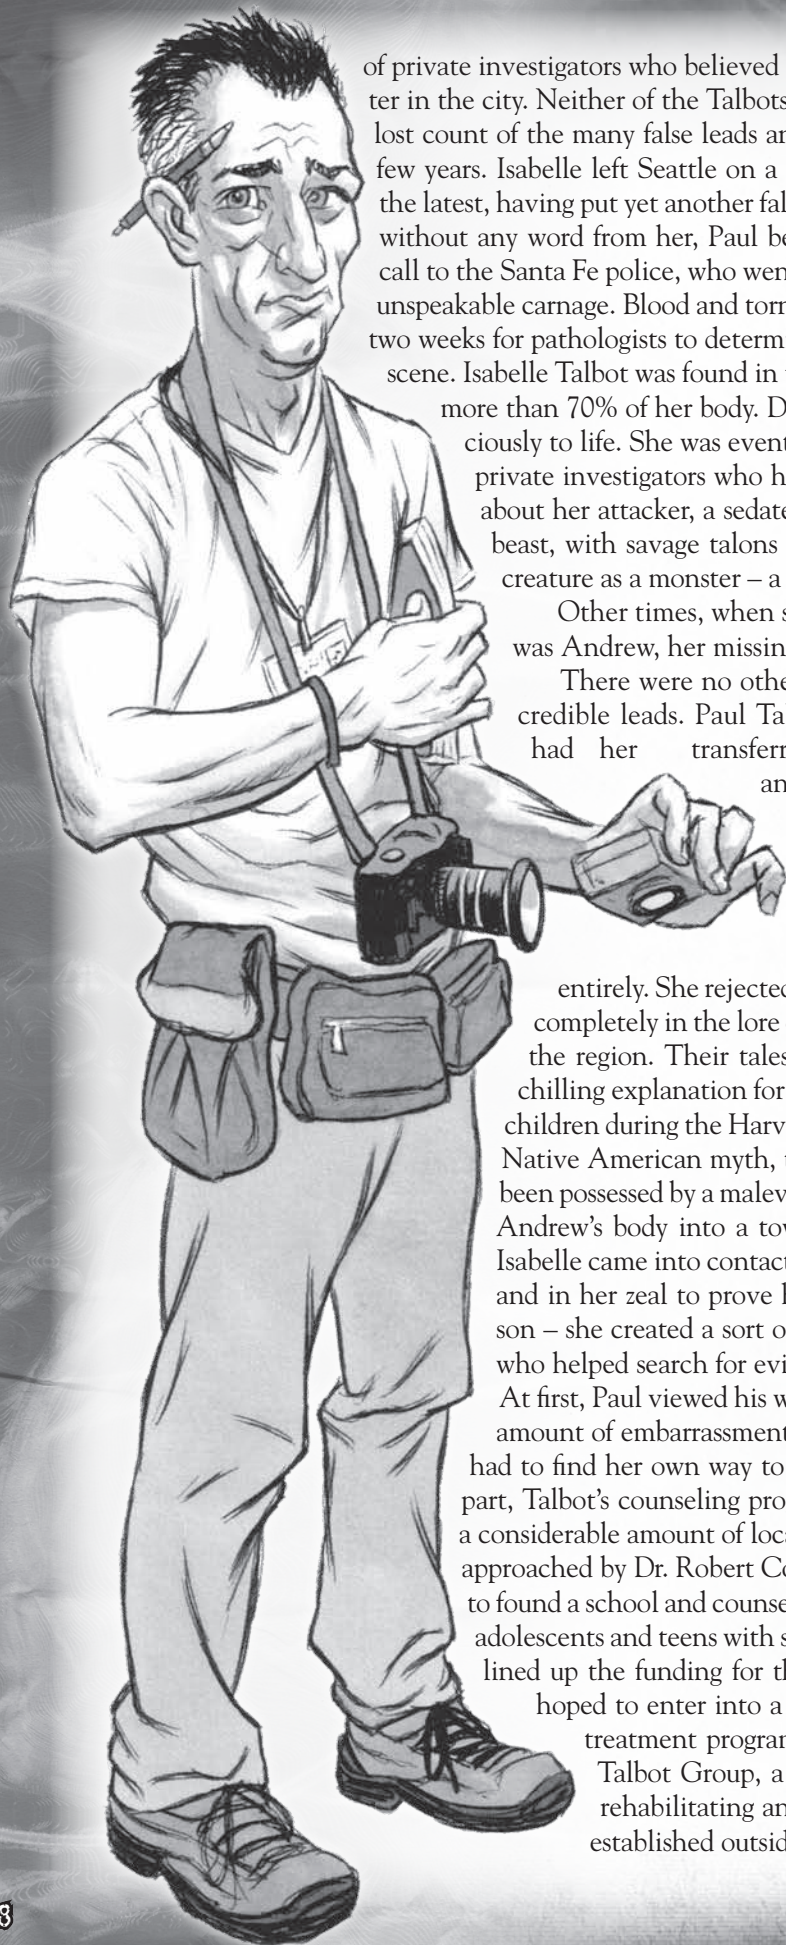 of private investigators who believed
ter in the city. Neither of the Talbots
lost count of the many false leads an
few years. Isabelle left Seattle on a
the latest, having put yet another fal
without any word from her, Paul be
call to the Santa Fe police, who wen
unspeakable carnage. Blood and torn
two weeks for pathologists to determi
scene. Isabelle Talbot was found in
more than 70% of her body. D
ciously to life. She was event
private investigators who h
about her attacker, a sedate
beast, with savage talons
creature as a monster – a
Other times, when s
was Andrew, her missin
There were no othe
credible leads. Paul Ta
had her transferr
an
entirely. She rejected
completely in the lore
the region. Their tales
chilling explanation for
children during the Harv
Native American myth,
been possessed by a malev
Andrew’s body into a tow
Isabelle came into contact
and in her zeal to prove h
son – she created a sort o
who helped search for evi
At first, Paul viewed his w
amount of embarrassment
had to find her own way to
part, Talbot’s counseling pro
a considerable amount of loca
approached by Dr. Robert Co
to found a school and counse
adolescents and teens with s
lined up the funding for th
hoped to enter into a
treatment program
Talbot Group, a
rehabilitating an
established outsid
8